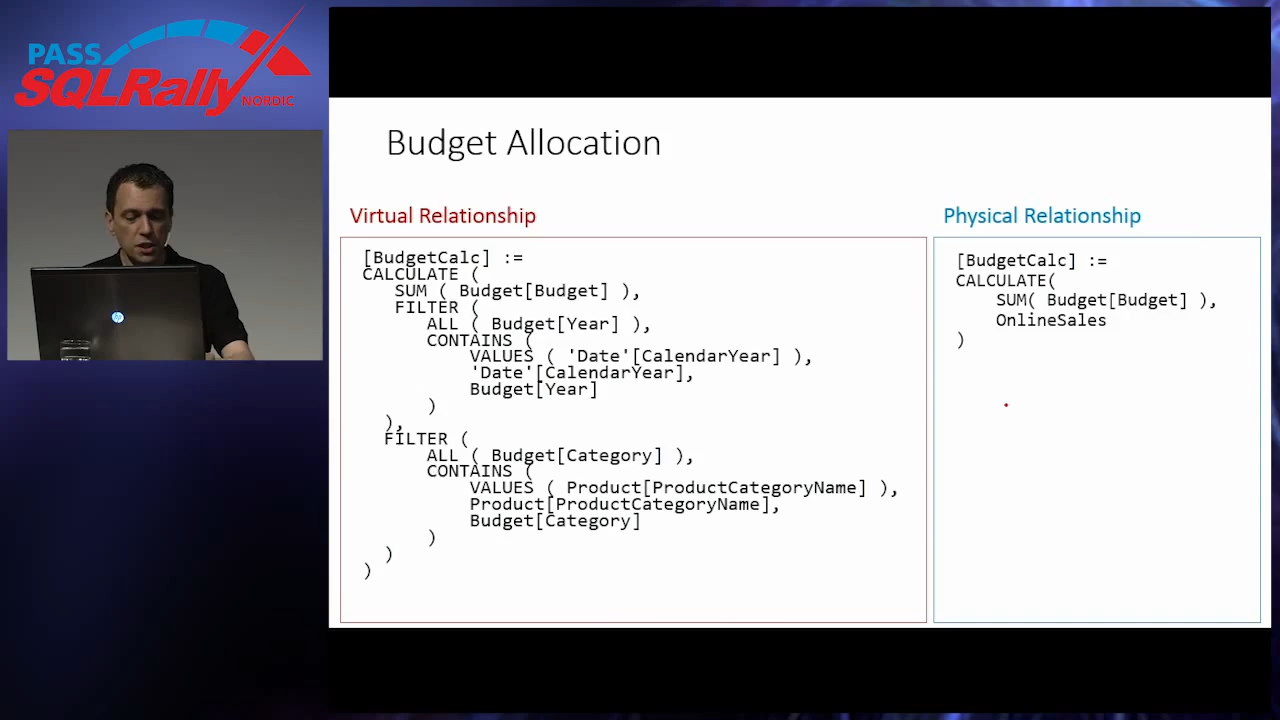 PASS
SQLRally
NORDIC
Budget Allocation
Virtual Relationship
[BudgetCalc] :=
CALCULATE (
SUM ( Budget[Budget] ),
FILTER (
ALL ( Budget[Year] ),
CONTAINS (
VALUES ( 'Date'[CalendarYear] ),
'Date'[CalendarYear],
Budget[Year]
)
),
FILTER (
ALL ( Budget[Category] ),
CONTAINS (
VALUES ( Product[ProductCategoryName] ),
Product[ProductCategoryName],
Budget[Category]
)
)
)
Physical Relationship
[BudgetCalc] :=
CALCULATE(
SUM( Budget[Budget] ),
OnlineSales
)
hp